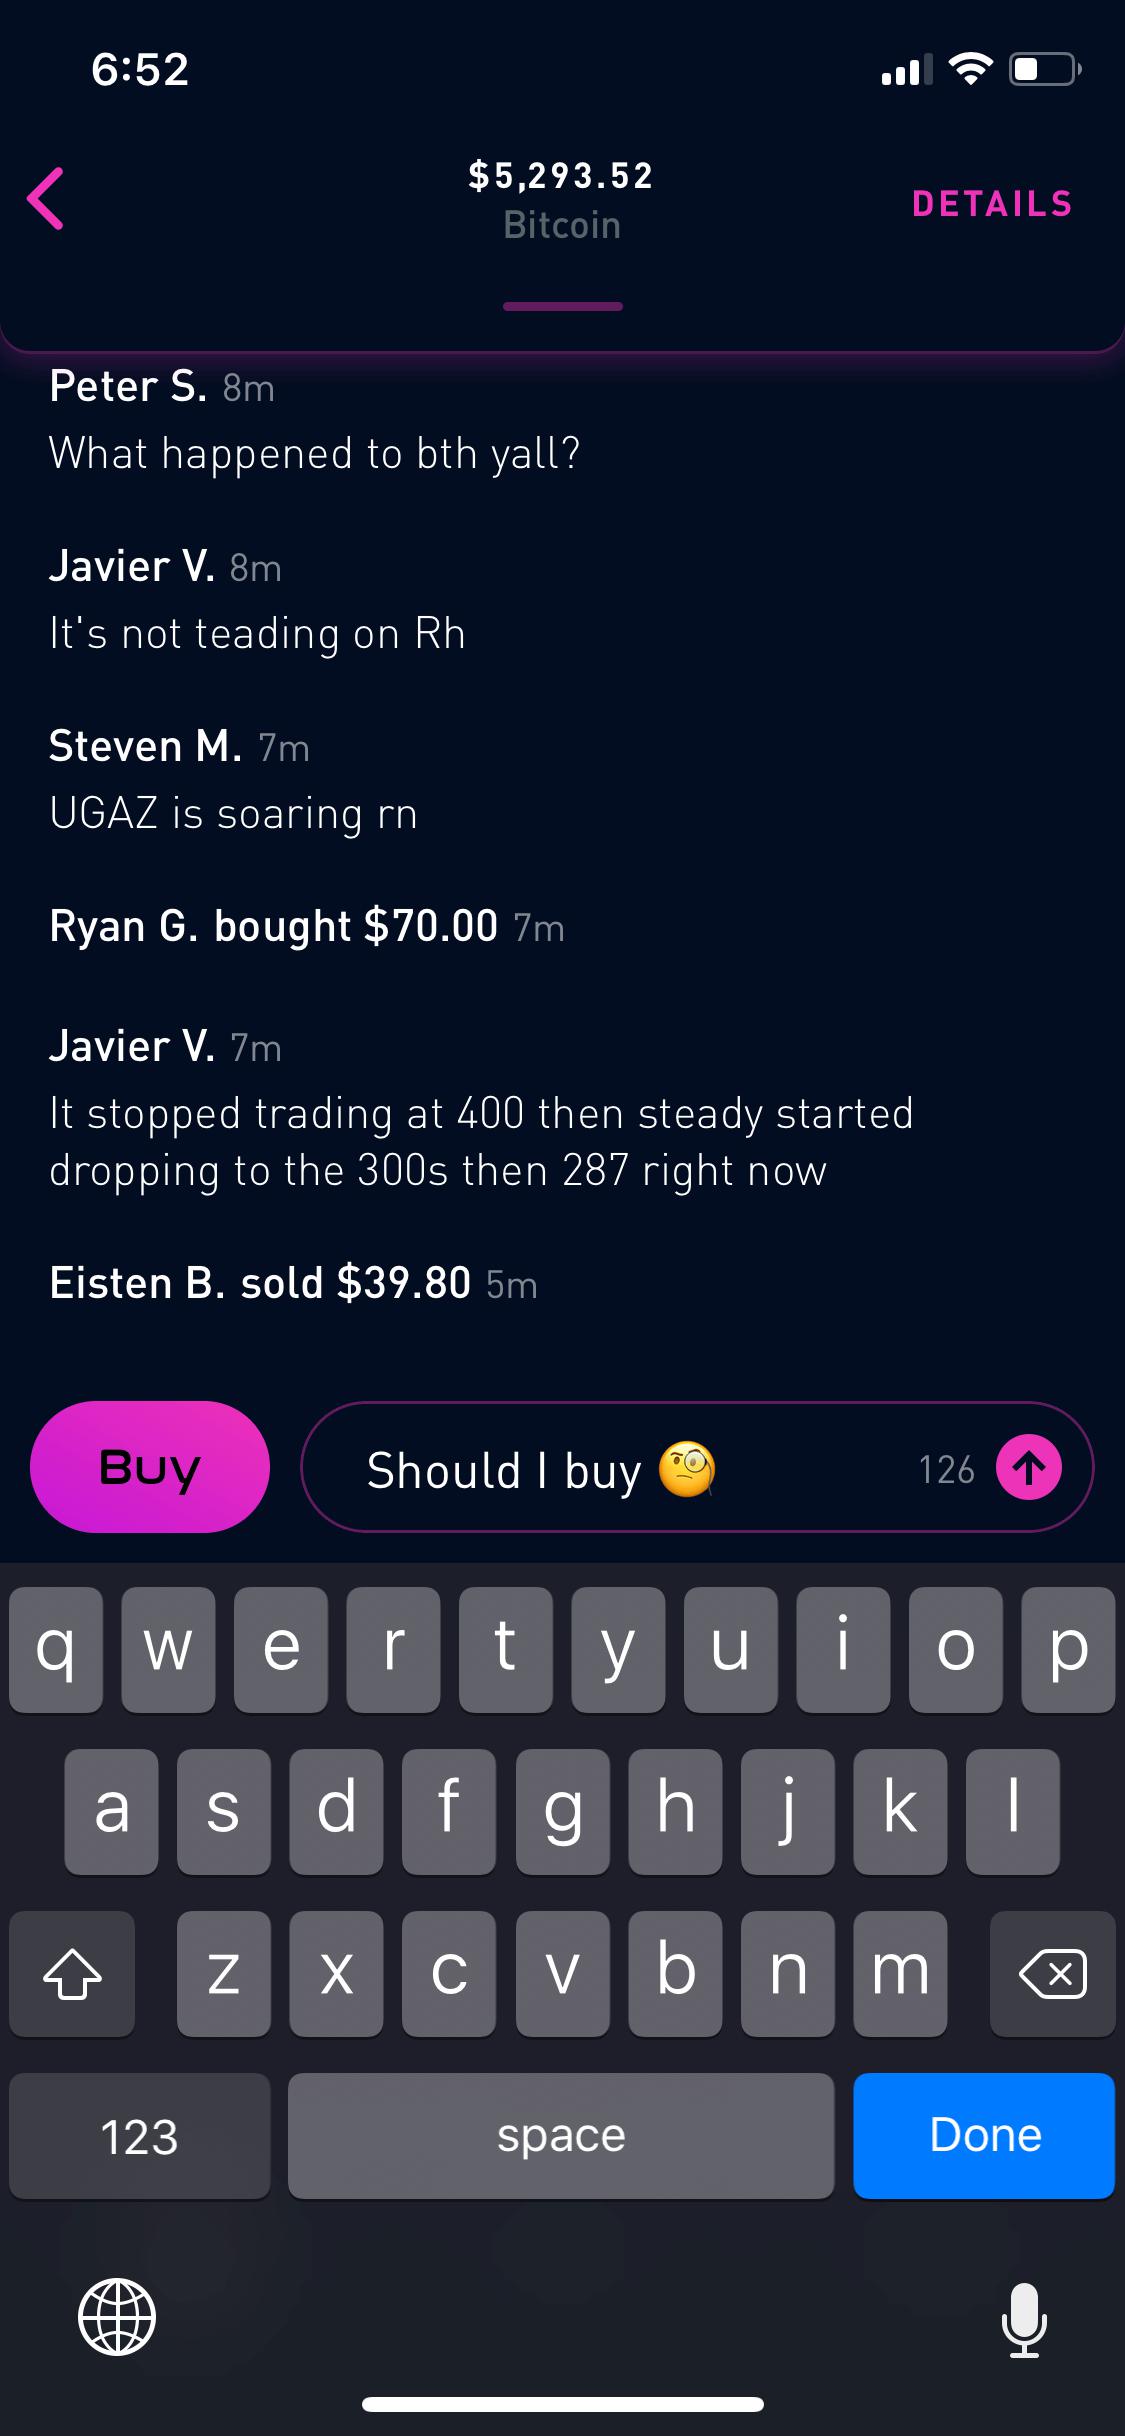 6:52
$5,293.52
Bitcoin
DETAILS
Peter S. 8m
What happened to bth yall?
Javier V. 8m
It's not teading on Rh
Steven M. 7m
UGAZ is soaring rn
Ryan G. bought $70.00 7m
Javier V. 7m
It stopped trading at 400 then steady started
dropping to the 300s then 287 right now
Eisten B. sold $39.80 5m
Buy
Should I buy 🧐 126
q w e r t y u i o p
a s d f g h j k l
z x c v b n m
123 space Done